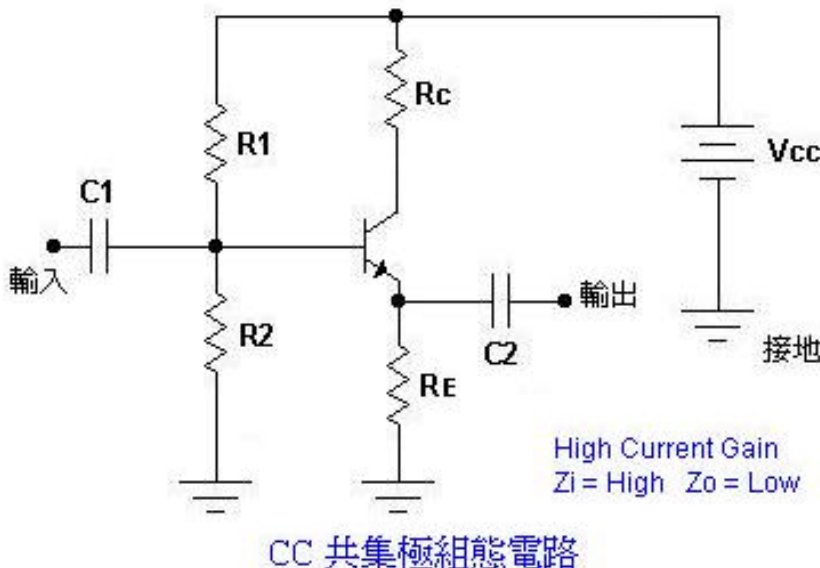 Rc
R1
Vcc
C1
輸入
輸出
R2
C2
接地
RE
High Current Gain
Zi = High Zo = Low
CC 共集極組態電路